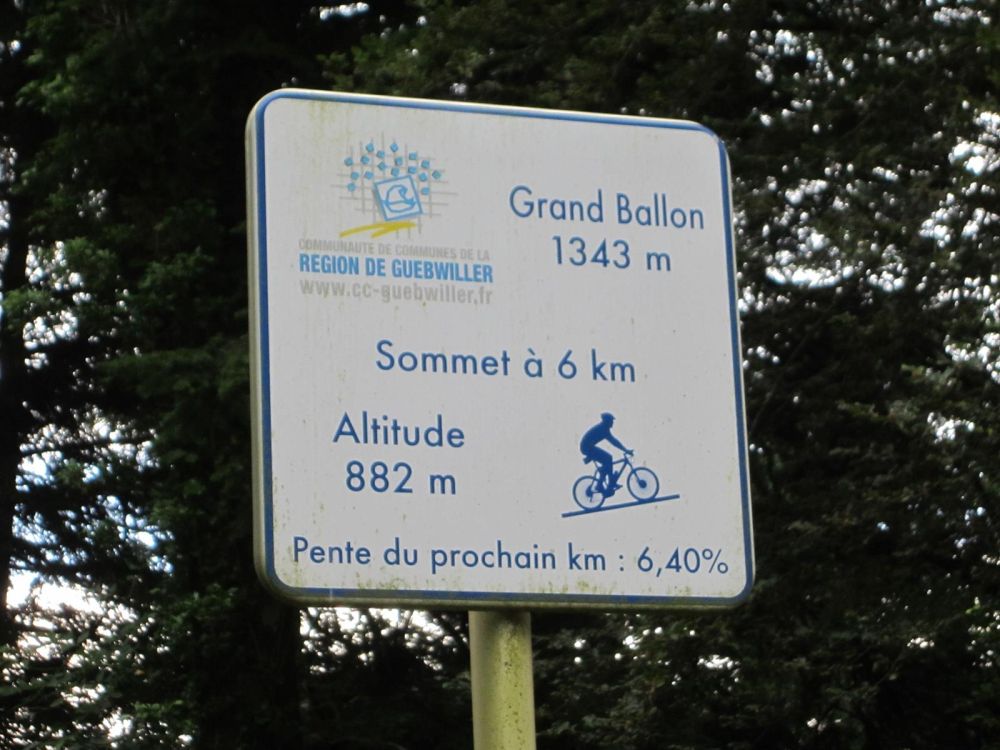 COMMUNAUTE DE COMMUNES DE LA
REGION DE GUEBWILLER
www.cc-guebwiller.fr
Grand Ballon
1343 m
Sommet à 6 km
Altitude
882 m
Pente du prochain km : 6,40%